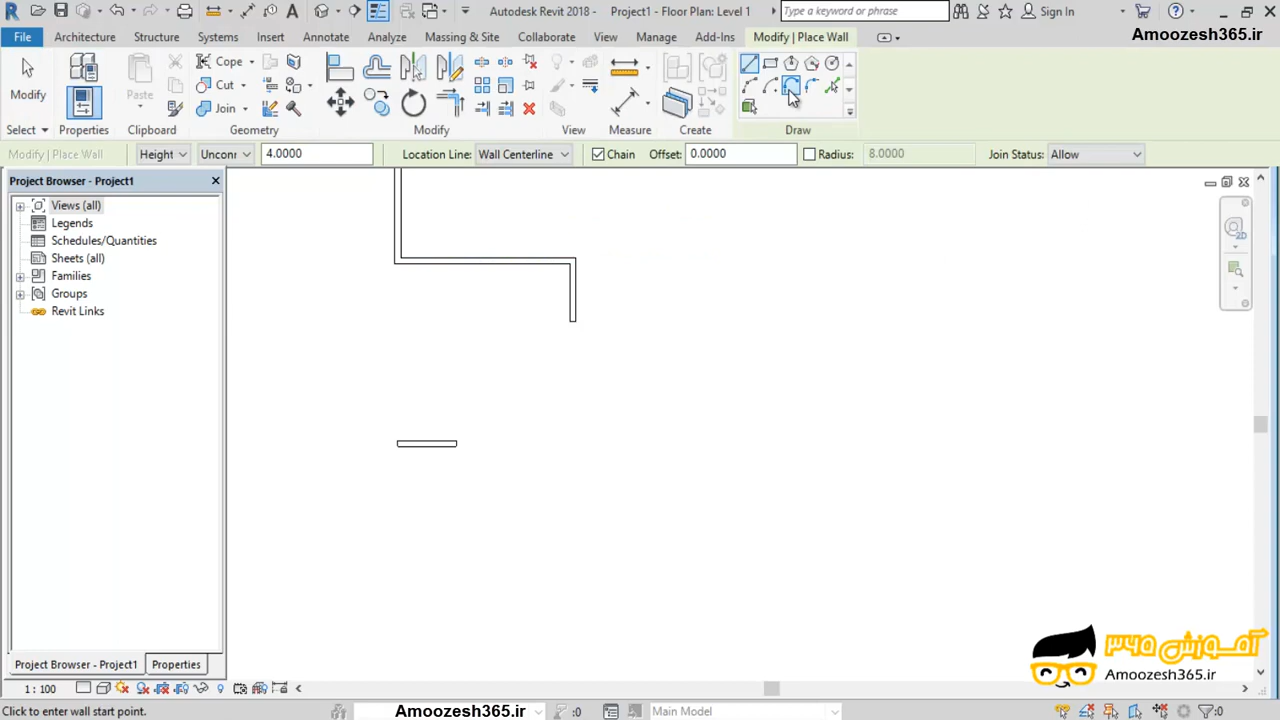 Autodesk Revit 2018 - Project1 - Floor Plan: Level 1
Type a keyword or phrase
Sign In
File Architecture Structure Systems Insert Annotate Analyze Massing & Site Collaborate View Manage Add-Ins Modify | Place Wall
Amoozesh365.ir
Modify
Paste
Cope
Cut
Join
Select Properties Clipboard Geometry Modify View Measure Create Draw
Modify | Place Wall Height Unconr 4.0000 Location Line: Wall Centerline Chain Offset: 0.0000 Radius: 8.0000 Join Status: Allow
Project Browser - Project1
Views (all)
Legends
Schedules/Quantities
Sheets (all)
Families
Groups
Revit Links
2D
آموزش ۳۶۵
Amoozesh365.ir
Project Browser - Project1 Properties
1 : 100
Click to enter wall start point.
Amoozesh365.ir
:0
Main Model
:0